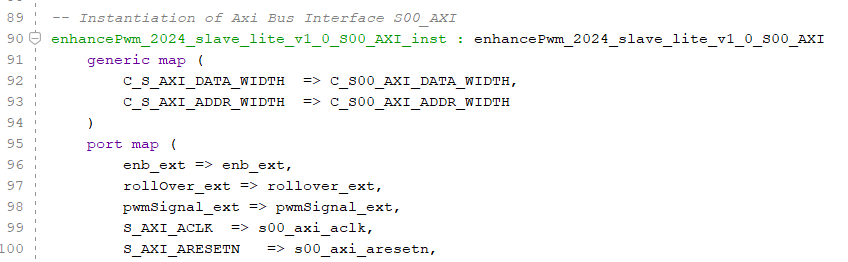 89 -- Instantiation of Axi Bus Interface S00_AXI
90 enhancePwm_2024_slave_lite_v1_0_S00_AXI_inst : enhancePwm_2024_slave_lite_v1_0_S00_AXI
91 generic map (
92 C_S_AXI_DATA_WIDTH => C_S00_AXI_DATA_WIDTH,
93 C_S_AXI_ADDR_WIDTH => C_S00_AXI_ADDR_WIDTH
94 )
95 port map (
96 enb_ext => enb_ext,
97 rollOver_ext => rollover_ext,
98 pwmSignal_ext => pwmSignal_ext,
99 S_AXI_ACLK => s00_axi_aclk,
100 S_AXI_ARESETN => s00_axi_aresetn,